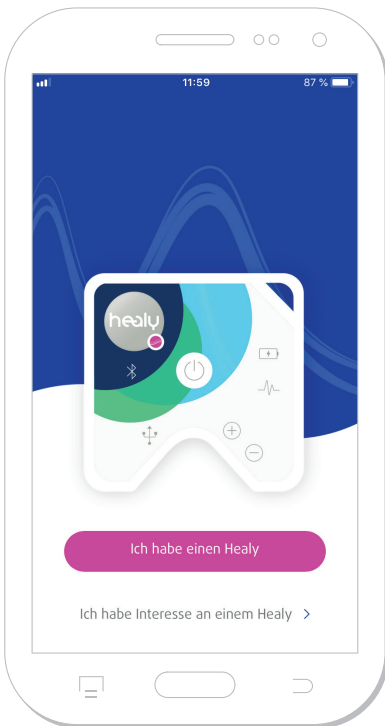 11:59
87 %
healy
Ich habe einen Healy
Ich habe Interesse an einem Healy